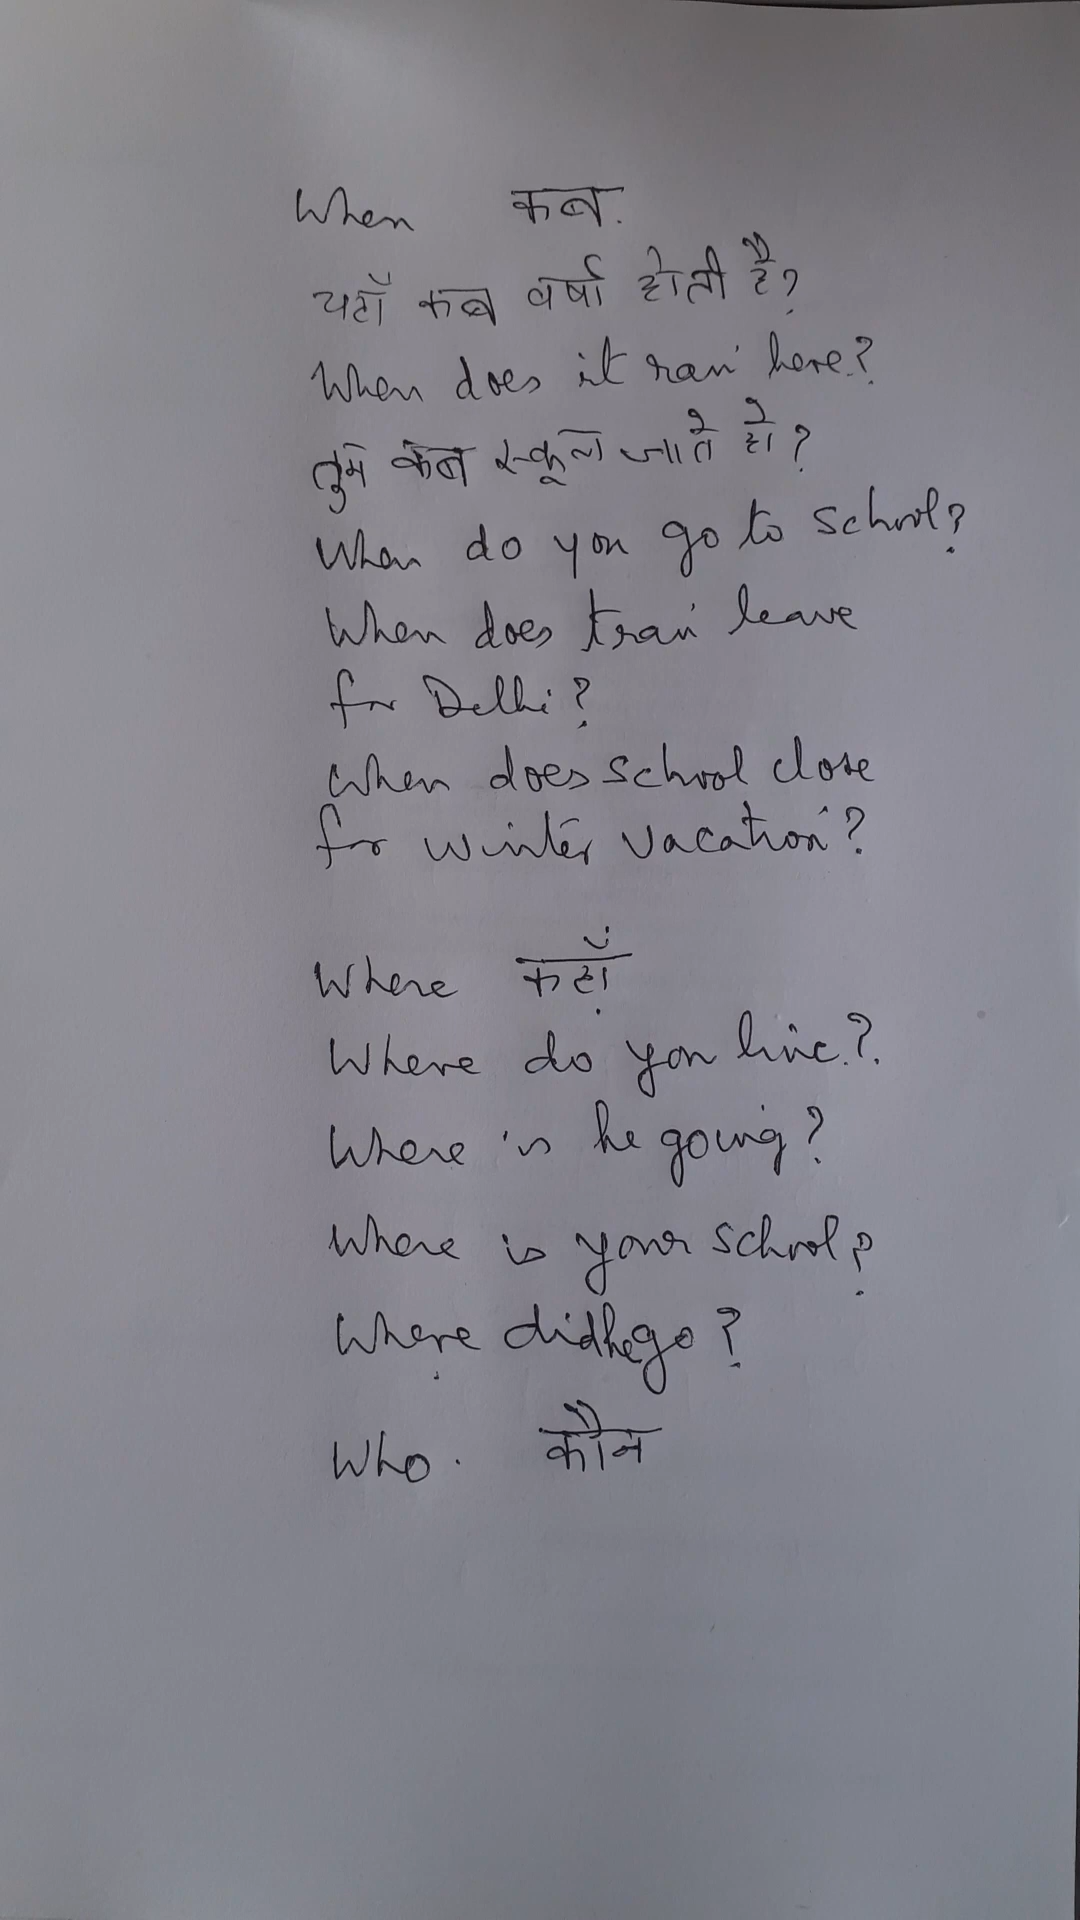 When कब.
यहाँ कब वर्षा होती है?
When does it rain here?
तुम कब स्कूल जाते हो?
When do you go to school?
When does train leave
for Delhi?
When does school close
for winter vacation?
Where कहाँ
Where do you live?
Where is he going?
Where is your school?
Where did he go?
Who. कौन